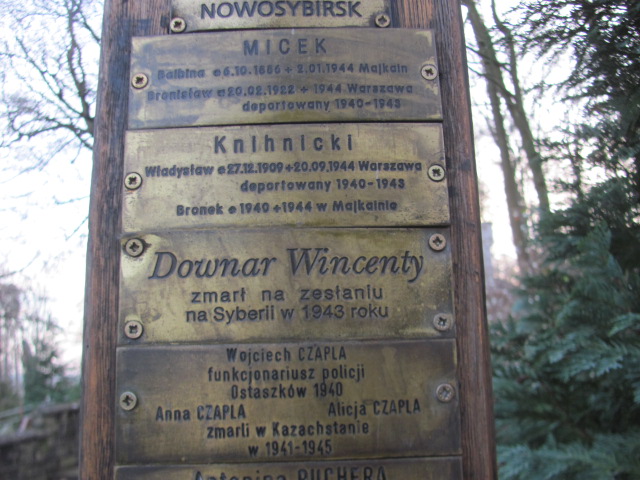 NOWOSYBIRSK
MICEK
Balbina * 6.10.1886 + 2.01.1944 Majkain
Bronisław * 20.02.1922 + 1944 Warszawa
deportowany 1940-1943
Knihnicki
Władysław * 27.12.1909 + 20.09.1944 Warszawa
deportowany 1940-1943
Bronek * 1940 + 1944 w Majkainie
Downar Wincenty
zmarł na zesłaniu
na Syberii w 1943 roku
Wojciech CZAPLA
funkcjonariusz policji
Ostaszków 1940
Anna CZAPLA Alicja CZAPLA
zmarli w Kazachstanie
w 1941-1945
Antonina PUCHERA